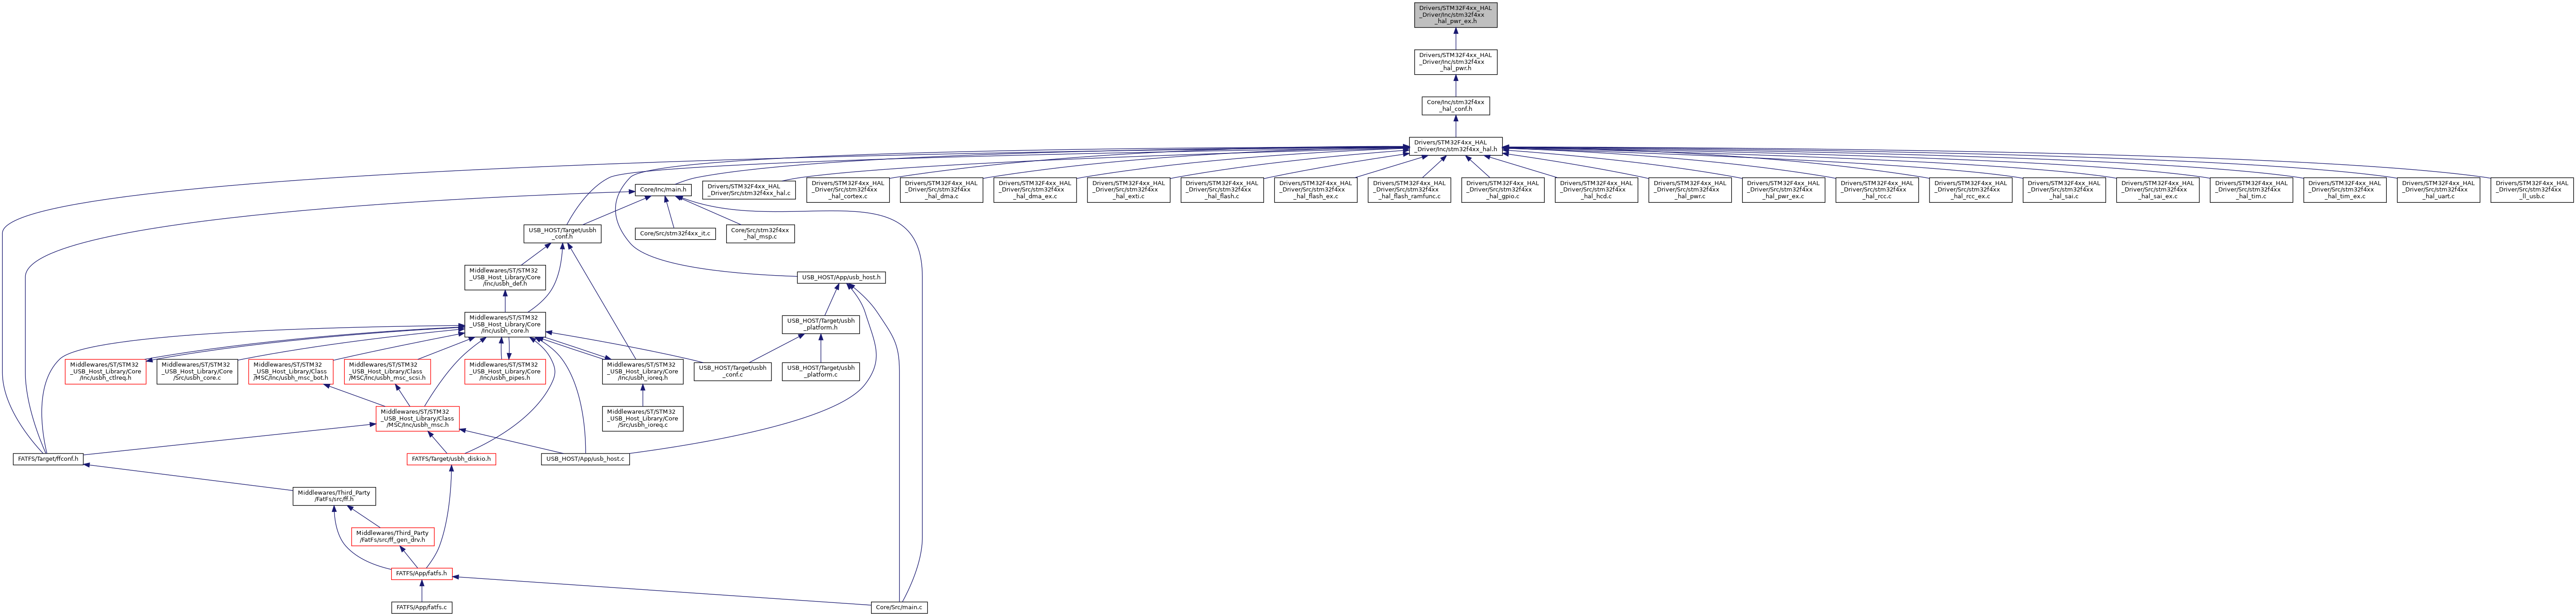 Drivers/STM32F4xx_HAL
_Driver/Inc/stm32f4xx
_hal_pwr_ex.h
Drivers/STM32F4xx_HAL
_Driver/Inc/stm32f4xx
_hal_pwr.h
Core/Inc/stm32f4xx
_hal_conf.h
Drivers/STM32F4xx_HAL
_Driver/Inc/stm32f4xx_hal.h
Core/Inc/main.h
Drivers/STM32F4xx_HAL
_Driver/Src/stm32f4xx_hal.c
Drivers/STM32F4xx_HAL
_Driver/Src/stm32f4xx
_hal_cortex.c
Drivers/STM32F4xx_HAL
_Driver/Src/stm32f4xx
_hal_dma.c
Drivers/STM32F4xx_HAL
_Driver/Src/stm32f4xx
_hal_dma_ex.c
Drivers/STM32F4xx_HAL
_Driver/Src/stm32f4xx
_hal_exti.c
Drivers/STM32F4xx_HAL
_Driver/Src/stm32f4xx
_hal_flash.c
Drivers/STM32F4xx_HAL
_Driver/Src/stm32f4xx
_hal_flash_ex.c
Drivers/STM32F4xx_HAL
_Driver/Src/stm32f4xx
_hal_flash_ramfunc.c
Drivers/STM32F4xx_HAL
_Driver/Src/stm32f4xx
_hal_gpio.c
Drivers/STM32F4xx_HAL
_Driver/Src/stm32f4xx
_hal_hcd.c
Drivers/STM32F4xx_HAL
_Driver/Src/stm32f4xx
_hal_pwr.c
Drivers/STM32F4xx_HAL
_Driver/Src/stm32f4xx
_hal_pwr_ex.c
Drivers/STM32F4xx_HAL
_Driver/Src/stm32f4xx
_hal_rcc.c
Drivers/STM32F4xx_HAL
_Driver/Src/stm32f4xx
_hal_rcc_ex.c
Drivers/STM32F4xx_HAL
_Driver/Src/stm32f4xx
_hal_sai.c
Drivers/STM32F4xx_HAL
_Driver/Src/stm32f4xx
_hal_sai_ex.c
Drivers/STM32F4xx_HAL
_Driver/Src/stm32f4xx
_hal_tim.c
Drivers/STM32F4xx_HAL
_Driver/Src/stm32f4xx
_hal_tim_ex.c
Drivers/STM32F4xx_HAL
_Driver/Src/stm32f4xx
_hal_uart.c
Drivers/STM32F4xx_HAL
_Driver/Src/stm32f4xx
_ll_usb.c
USB_HOST/Target/usbh
_conf.h
Core/Src/stm32f4xx_it.c
Core/Src/stm32f4xx
_hal_msp.c
Middlewares/ST/STM32
_USB_Host_Library/Core
/Inc/usbh_def.h
USB_HOST/App/usb_host.h
Middlewares/ST/STM32
_USB_Host_Library/Core
/Inc/usbh_core.h
USB_HOST/Target/usbh
_platform.h
Middlewares/ST/STM32
_USB_Host_Library/Core
/Inc/usbh_ctlreq.h
Middlewares/ST/STM32
_USB_Host_Library/Core
/Src/usbh_core.c
Middlewares/ST/STM32
_USB_Host_Library/Class
/MSC/Inc/usbh_msc_bot.h
Middlewares/ST/STM32
_USB_Host_Library/Class
/MSC/Inc/usbh_msc_scsi.h
Middlewares/ST/STM32
_USB_Host_Library/Core
/Inc/usbh_pipes.h
Middlewares/ST/STM32
_USB_Host_Library/Core
/Inc/usbh_ioreq.h
USB_HOST/Target/usbh
_conf.c
USB_HOST/Target/usbh
_platform.c
Middlewares/ST/STM32
_USB_Host_Library/Class
/MSC/Inc/usbh_msc.h
Middlewares/ST/STM32
_USB_Host_Library/Core
/Src/usbh_ioreq.c
FATFS/Target/ffconf.h
FATFS/Target/usbh_diskio.h
USB_HOST/App/usb_host.c
Middlewares/Third_Party
/FatFs/src/ff.h
Middlewares/Third_Party
/FatFs/src/ff_gen_drv.h
FATFS/App/fatfs.h
FATFS/App/fatfs.c
Core/Src/main.c